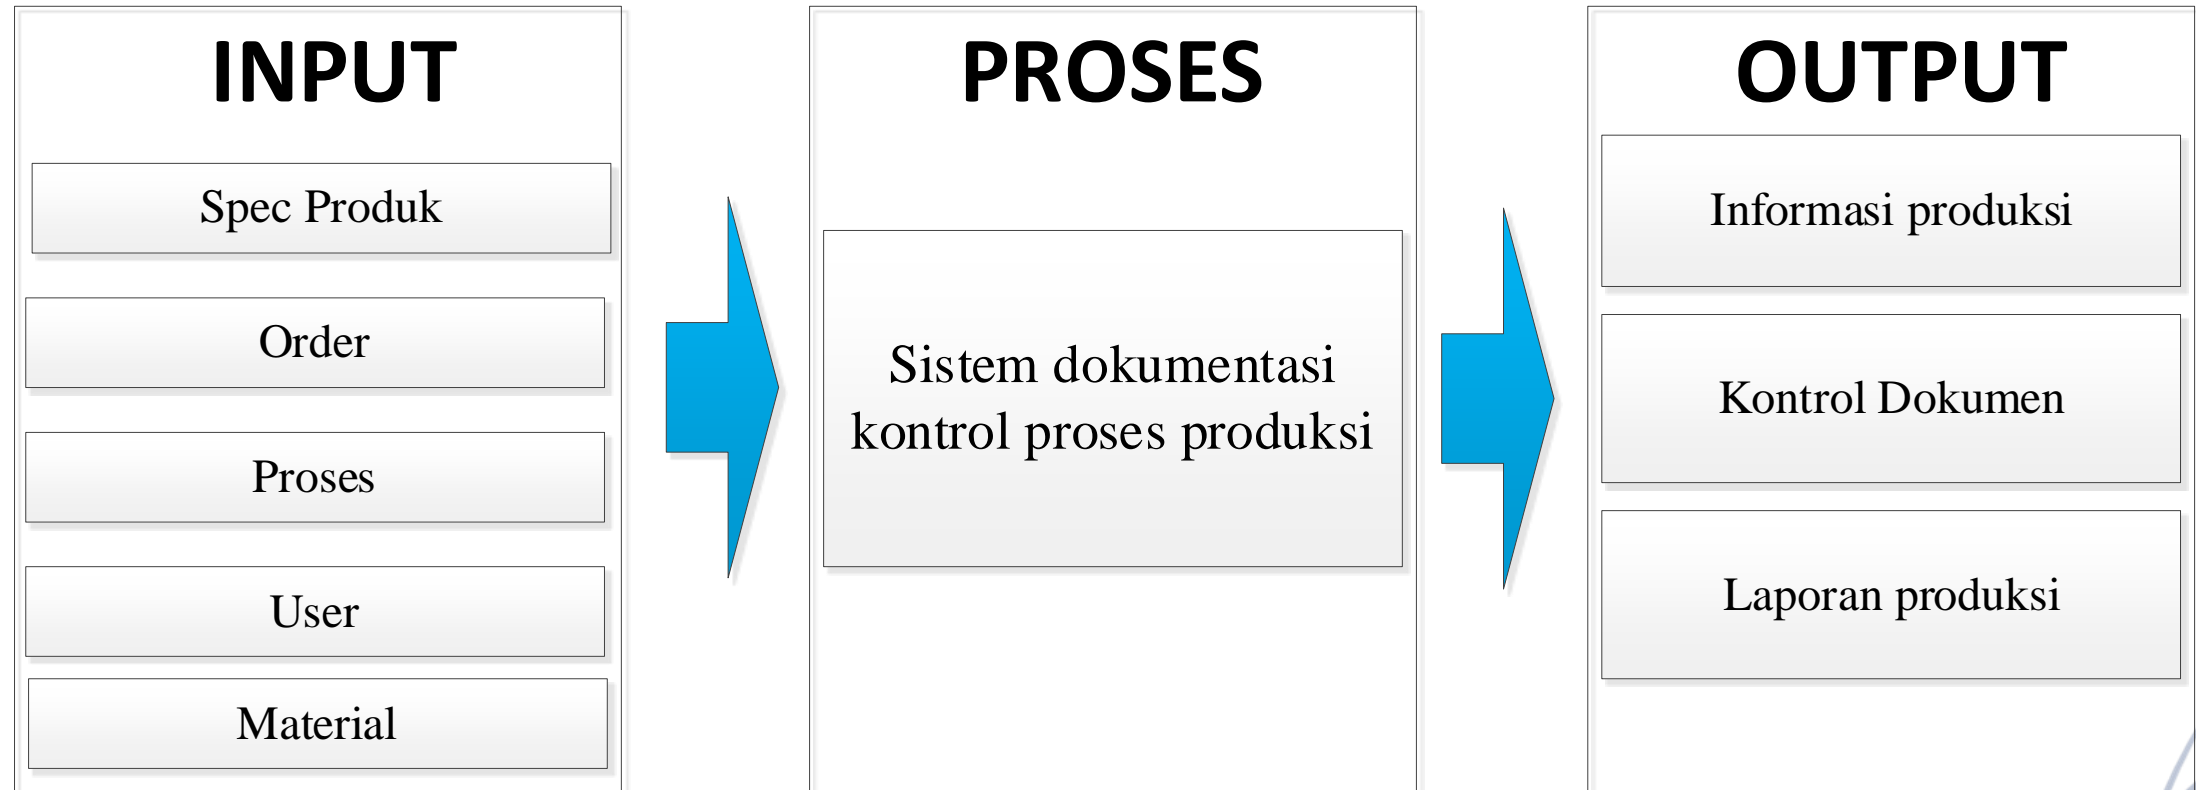 INPUT
Spec Produk
Order
Proses
User
Material
PROSES
Sistem dokumentasi
kontrol proses produksi
OUTPUT
Informasi produksi
Kontrol Dokumen
Laporan produksi